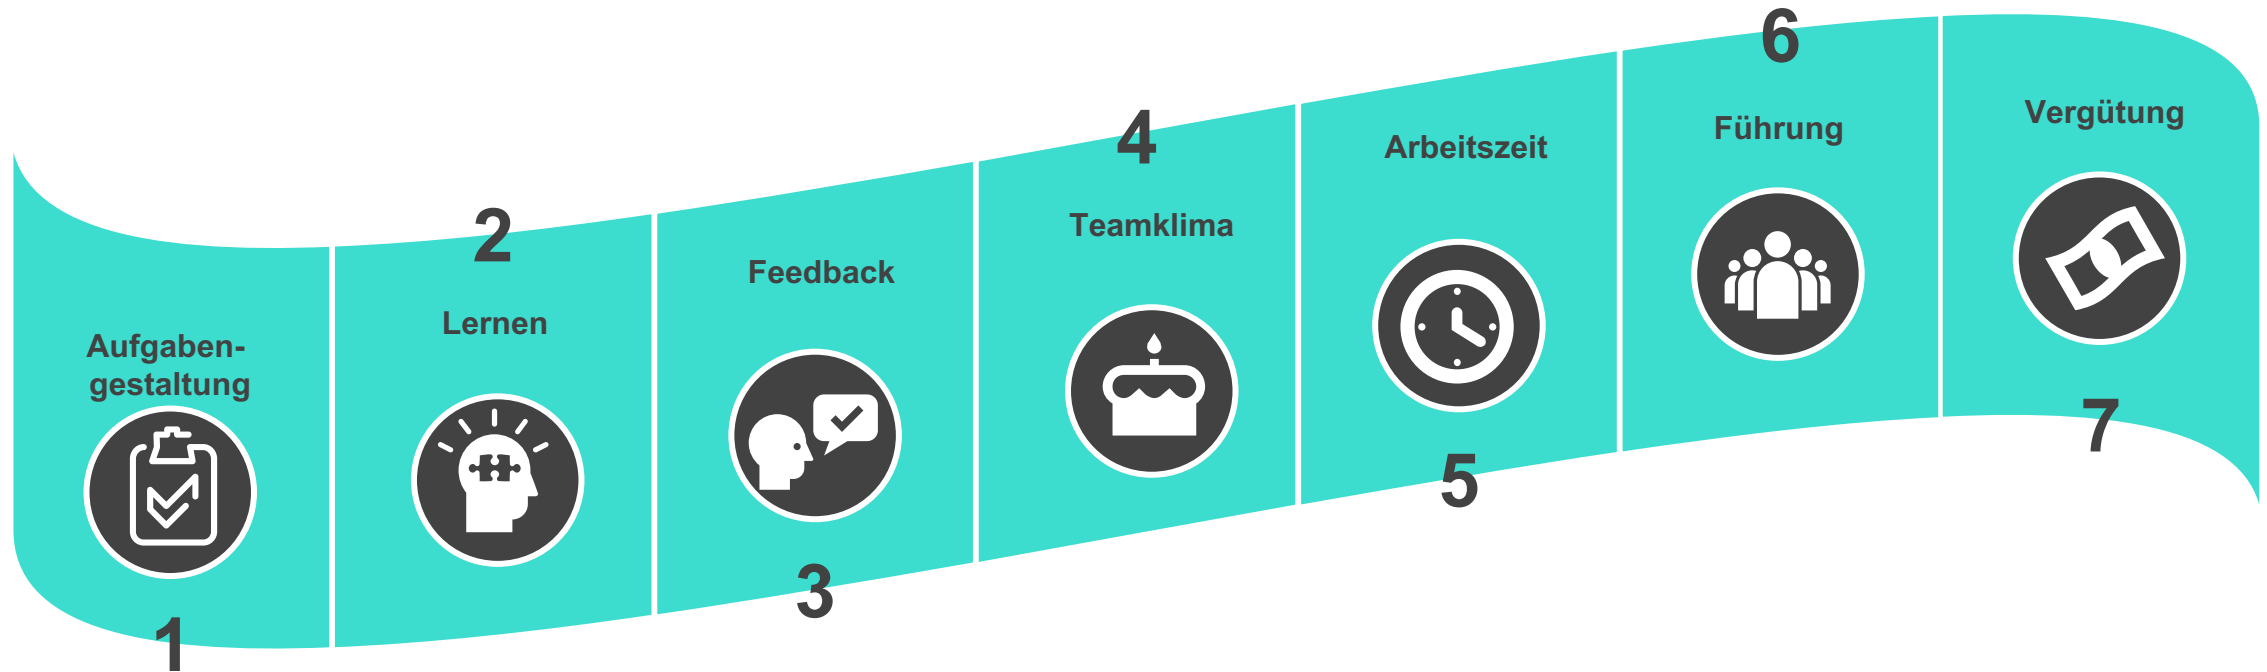 1
Aufgaben-
gestaltung
2
Lernen
Feedback
3
4
Teamklima
Arbeitszeit
5
6
Führung
Vergütung
7